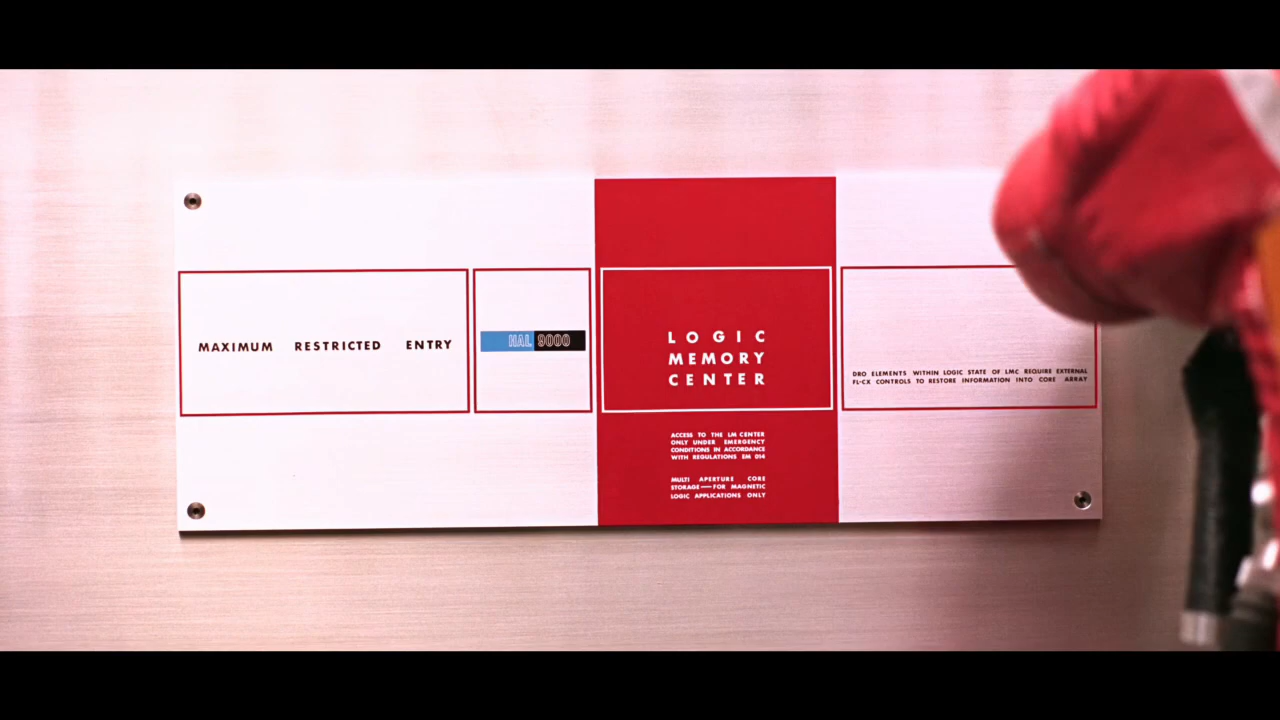 MAXIMUM RESTRICTED ENTRY
HAL 9000
LOGIC
MEMORY
CENTER
ACCESS TO THE LM CENTER
ONLY UNDER EMERGENCY
CONDITIONS IN ACCORDANCE
WITH REGULATIONS EM 014
MULTI APERTURE CORE
STORAGE—FOR MAGNETIC
LOGIC APPLICATIONS ONLY
DRO ELEMENTS WITHIN LOGIC STATE OF LMC REQUIRE EXTERNAL
FL-CX CONTROLS TO RESTORE INFORMATION INTO CORE ARRAY